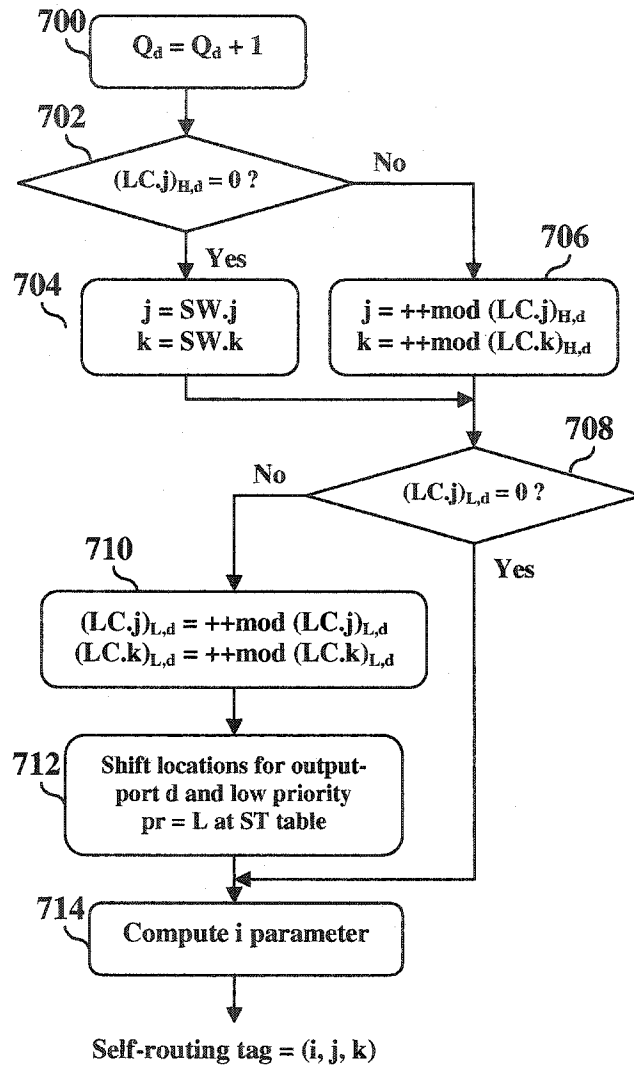 700
Q_d = Q_d + 1
702
(LC.j)_H,d = 0 ?
No
Yes
704
j = SW.j
k = SW.k
706
j = ++mod (LC.j)_H,d
k = ++mod (LC.k)_H,d
708
(LC.j)_L,d = 0 ?
No
Yes
710
(LC.j)_L,d = ++mod (LC.j)_L,d
(LC.k)_L,d = ++mod (LC.k)_L,d
712
Shift locations for output-
port d and low priority
pr = L at ST table
714
Compute i parameter
Self-routing tag = (i, j, k)